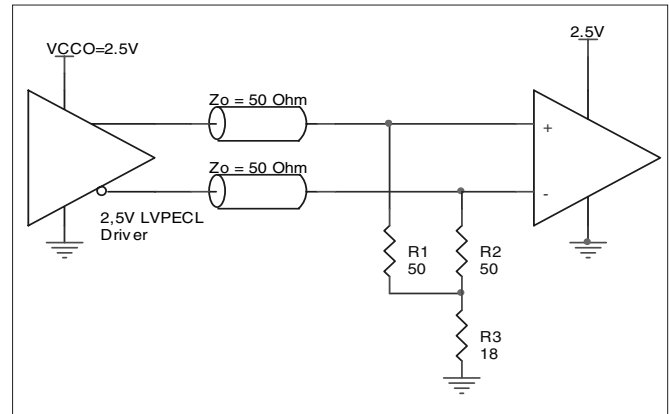 VCCO=2.5V
2.5V
Zo = 50 Ohm
+
Zo = 50 Ohm
-
2,5V LVPECL
Driver
R1
50
R2
50
R3
18